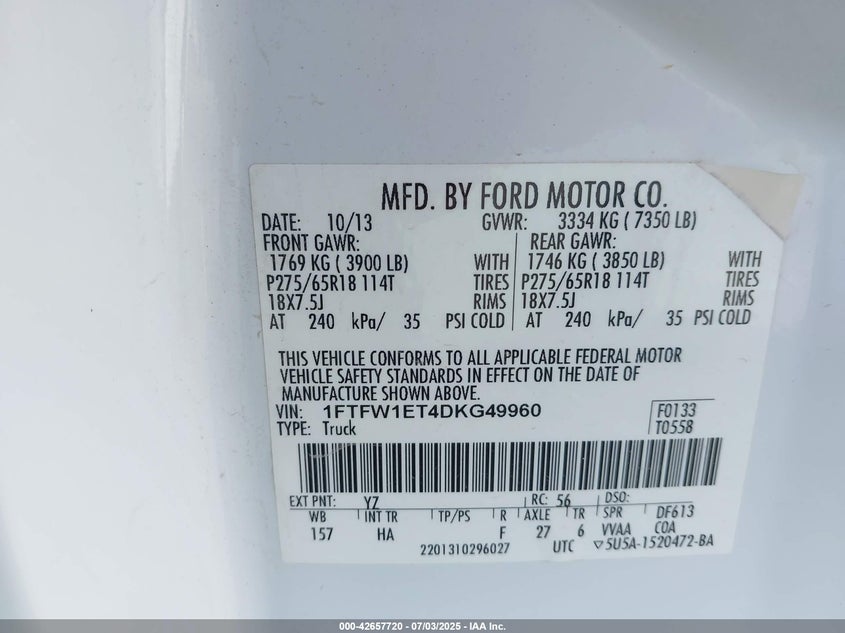 MFD. BY FORD MOTOR CO.
DATE: 10/13 GVWR: 3334 KG ( 7350 LB)
FRONT GAWR: REAR GAWR:
1769 KG ( 3900 LB) WITH 1746 KG ( 3850 LB) WITH
P275/65R18 114T TIRES P275/65R18 114T TIRES
18X7.5J RIMS 18X7.5J RIMS
AT 240 kPa/ 35 PSI COLD AT 240 kPa/ 35 PSI COLD
THIS VEHICLE CONFORMS TO ALL APPLICABLE FEDERAL MOTOR
VEHICLE SAFETY STANDARDS IN EFFECT ON THE DATE OF
MANUFACTURE SHOWN ABOVE.
VIN: 1FTFW1ET4DKG49960 F0133
TYPE: Truck T0558
EXT PNT: YZ RC: 56 DSO:
WB INT TR TP/PS R AXLE TR SPR DF613
157 HA F 27 6 VVAA COA
2201310296027 UTC ▽5U5A-1520472-BA
000-42657720 - 07/03/2025 - IAA Inc.